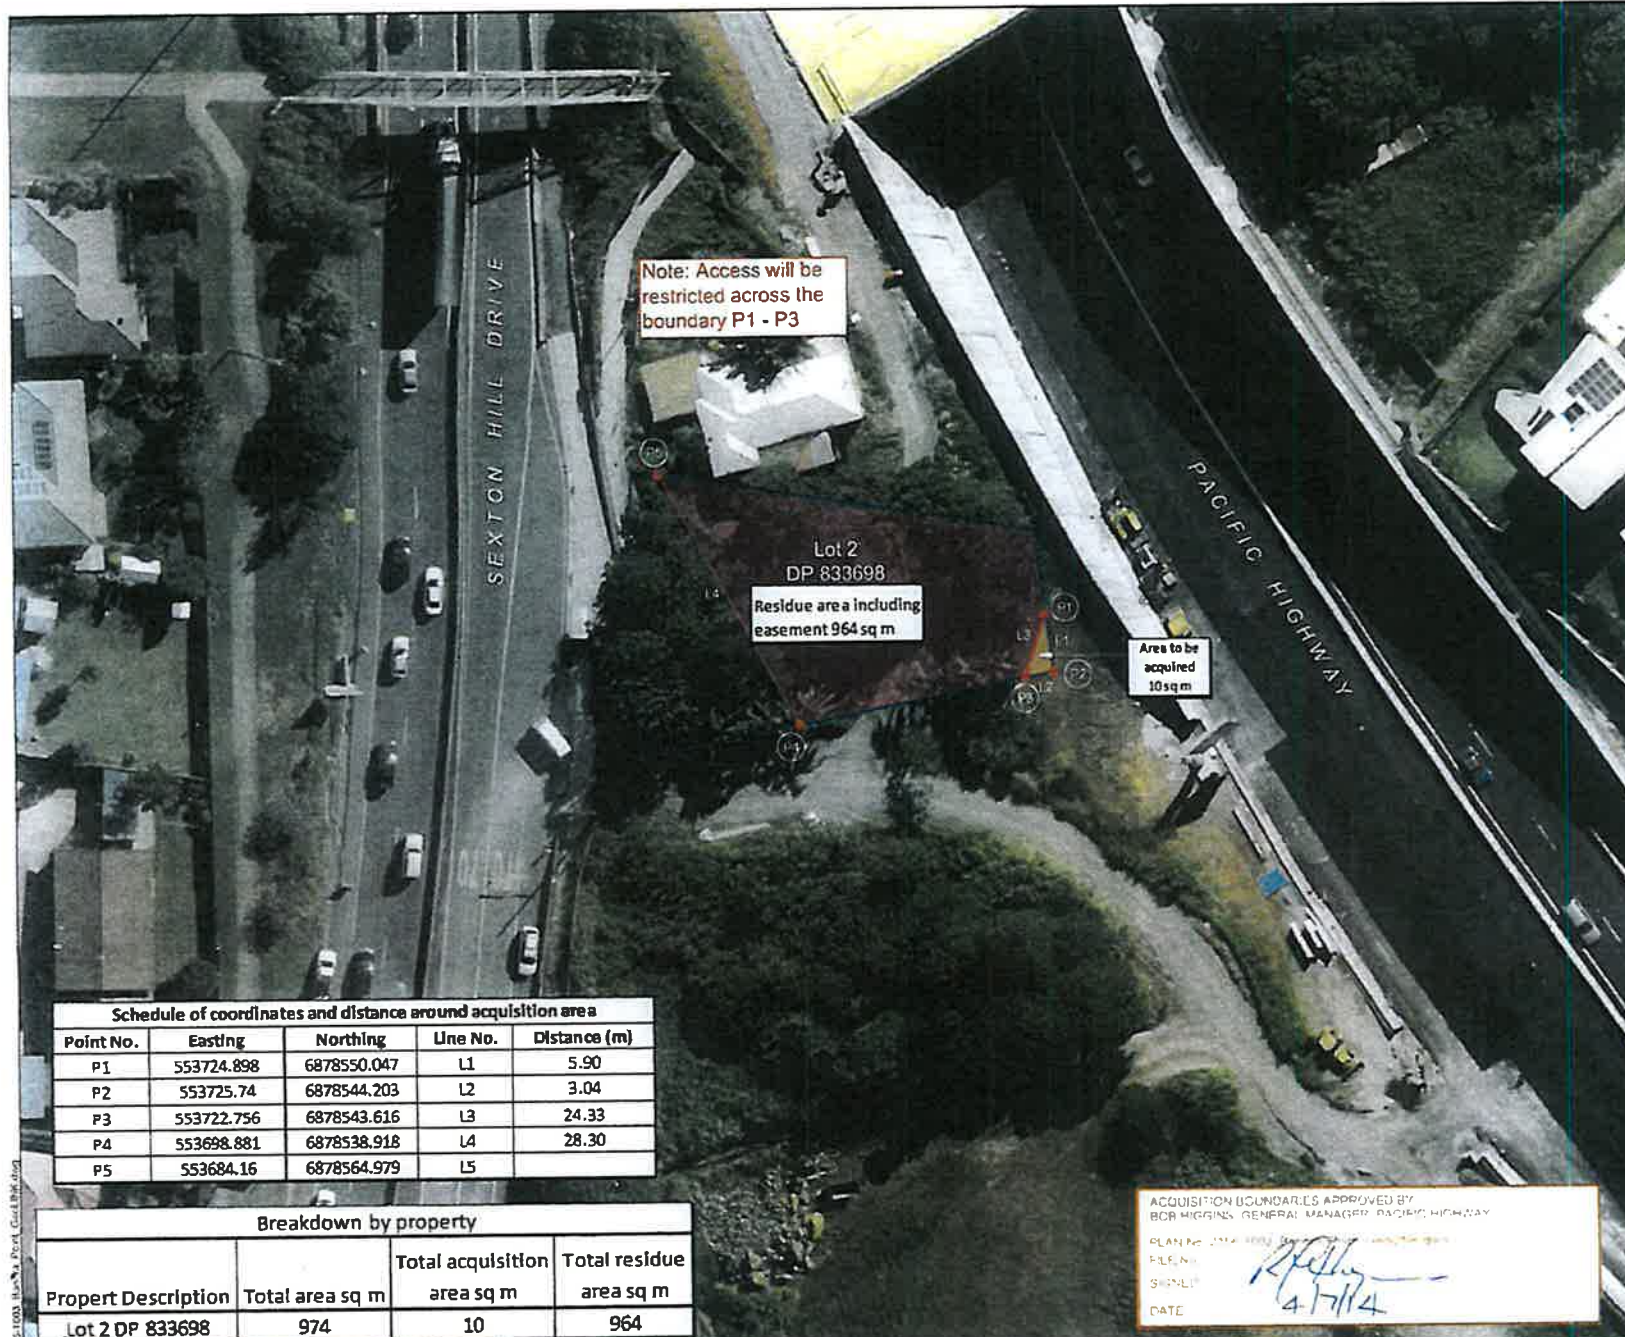 Note: Access will be
restricted across the
boundary P1 - P3
SEXTON HILL DRIVE
PACIFIC HIGHWAY
P5
Lot 2
DP 833698
Residue area including
easement 964 sq m
L4
P1
L3
L1
P2
L2
P3
P4
Area to be
acquired
10 sq m
Schedule of coordinates and distance around acquisition area
Point No. Easting Northing Line No. Distance (m)
P1 553724.898 6878550.047 L1 5.90
P2 553725.74 6878544.203 L2 3.04
P3 553722.756 6878543.616 L3 24.33
P4 553698.881 6878538.918 L4 28.30
P5 553684.16 6878564.979 L5
Breakdown by property
Propert Description Total area sq m Total acquisition area sq m Total residue area sq m
Lot 2 DP 833698 974 10 964
ACQUISITION BOUNDARIES APPROVED BY
BOB HIGGINS, GENERAL MANAGER, PACIFIC HIGHWAY
PLAN No
FILE No
SIGNED
DATE 4/7/14